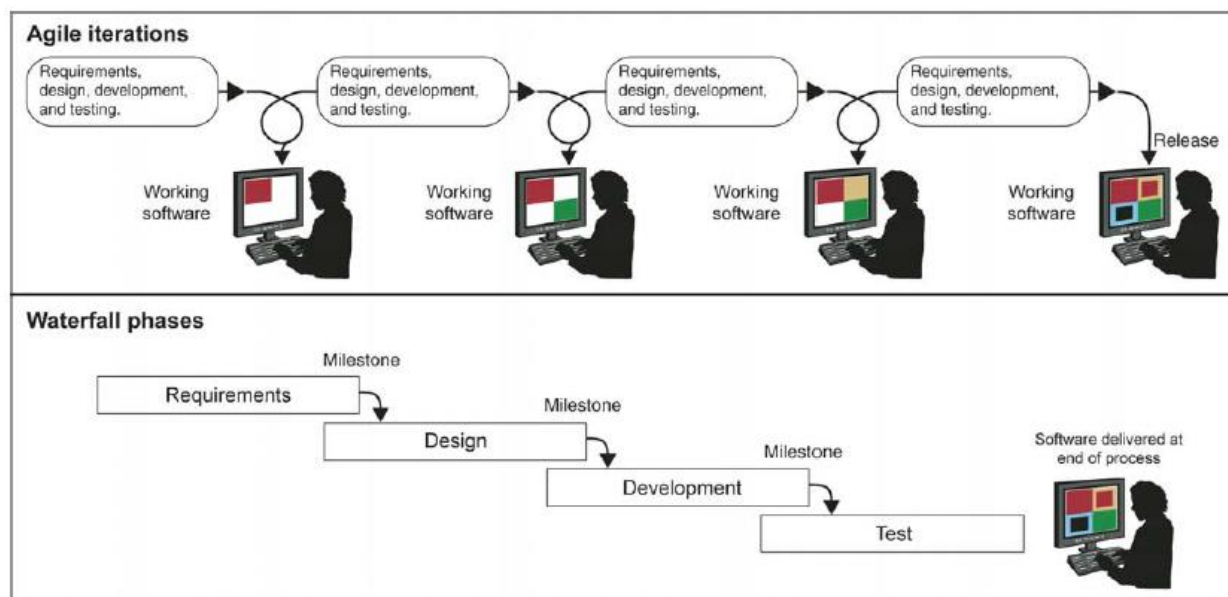 Agile iterations
Requirements,
design, development,
and testing.
Requirements,
design, development,
and testing.
Requirements,
design, development,
and testing.
Requirements,
design, development,
and testing.
Release
Working
software
Working
software
Working
software
Working
software
Waterfall phases
Milestone
Requirements
Milestone
Design
Milestone
Development
Test
Software delivered at
end of process